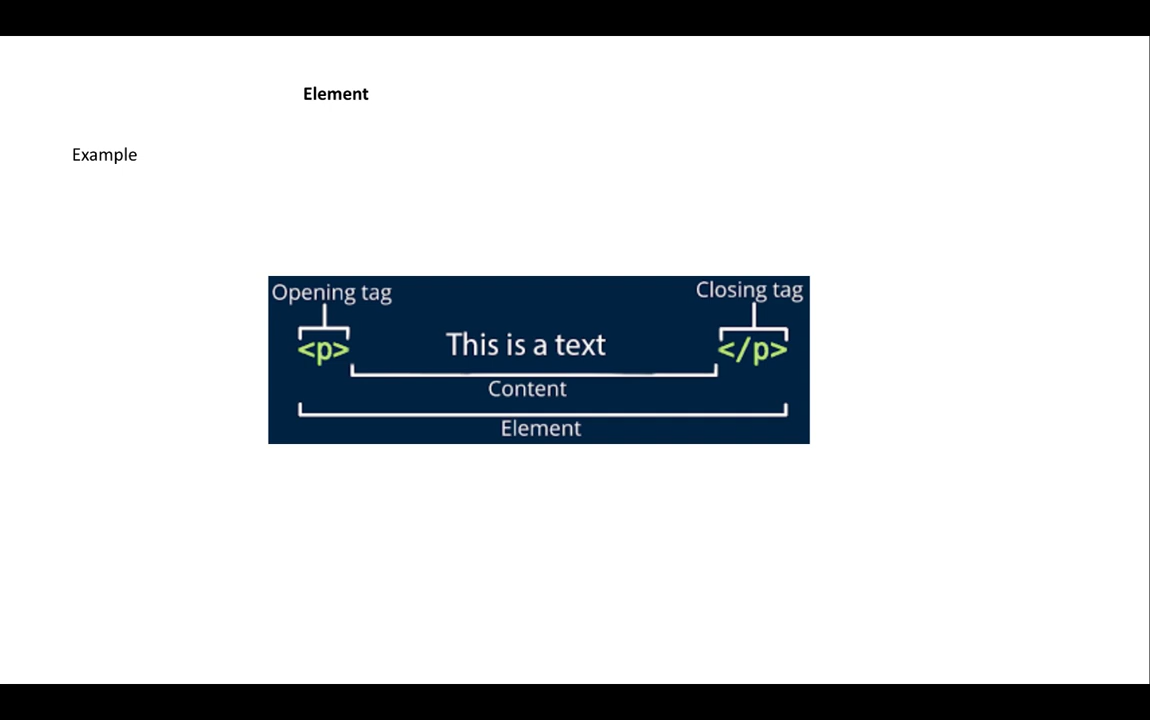 Element
Example
Opening tag
Closing tag
<p> This is a text </p>
Content
Element